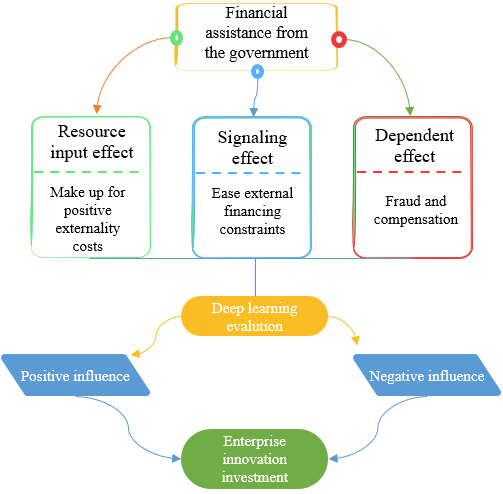 Financial
assistance from
the government
Resource
input effect
Make up for
positive
externality
costs
Signaling
effect
Ease external
financing
constraints
Dependent
effect
Fraud and
compensation
Deep learning
evalution
Positive influence
Negative influence
Enterprise
innovation
investment